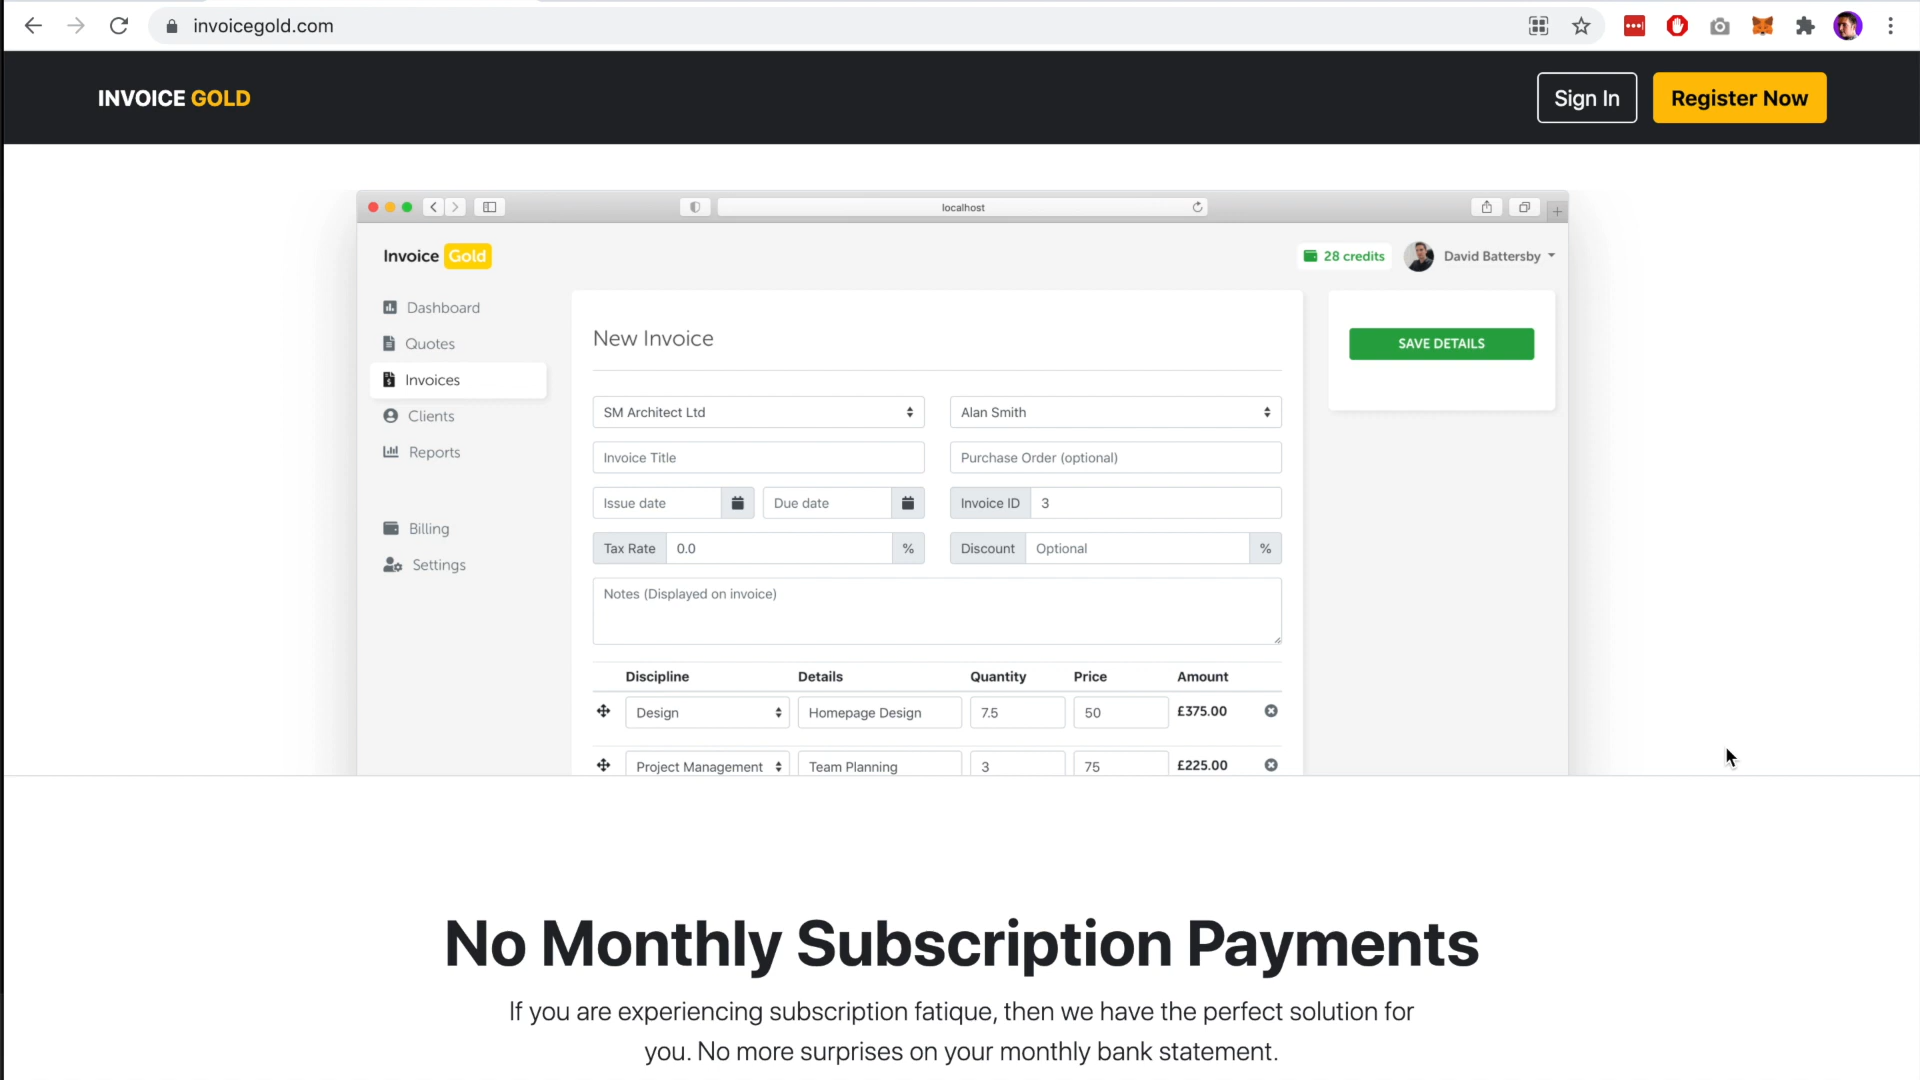 invoicegold.com
INVOICE GOLD
Sign In
Register Now
localhost
Invoice Gold
28 credits
David Battersby
Dashboard
Quotes
Invoices
Clients
Reports
Billing
Settings
New Invoice
SAVE DETAILS
SM Architect Ltd
Alan Smith
Invoice Title
Purchase Order (optional)
Issue date
Due date
Invoice ID 3
Tax Rate 0.0 %
Discount Optional %
Notes (Displayed on invoice)
Discipline Details Quantity Price Amount
Design Homepage Design 7.5 50 £375.00
Project Management Team Planning 3 75 £225.00
No Monthly Subscription Payments
If you are experiencing subscription fatique, then we have the perfect solution for
you. No more surprises on your monthly bank statement.